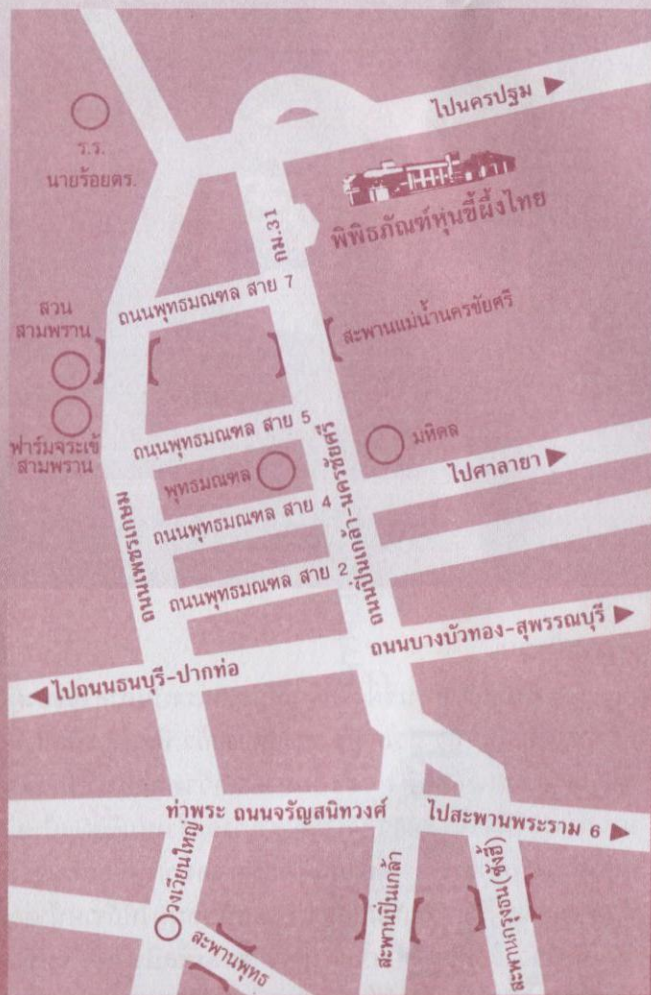 ไปนครปฐม ▶
ร.ร.
นายร้อยตร.
พิพิธภัณฑ์หุ่นขี้ผึ้งไทย
กม.31
ถนนพุทธมณฑล สาย 7
สวน
สามพราน
สะพานแม่น้ำนครชัยศรี
ฟาร์มจระเข้
สามพราน
ถนนพุทธมณฑล สาย 5
มหิดล
พุทธมณฑล
ไปศาลายา ▶
ถนนพุทธมณฑล สาย 4
ถนนเพชรเกษม
ถนนปิ่นเกล้า-นครชัยศรี
ถนนพุทธมณฑล สาย 2
ถนนบางบัวทอง-สุพรรณบุรี ▶
◀ ไปถนนธนบุรี-ปากท่อ
ท่าพระ ถนนจรัญสนิทวงศ์
ไปสะพานพระราม 6 ▶
วงเวียนใหญ่
สะพานพุทธ
สะพานปิ่นเกล้า
สะพานกรุงธน(ซังฮี้)